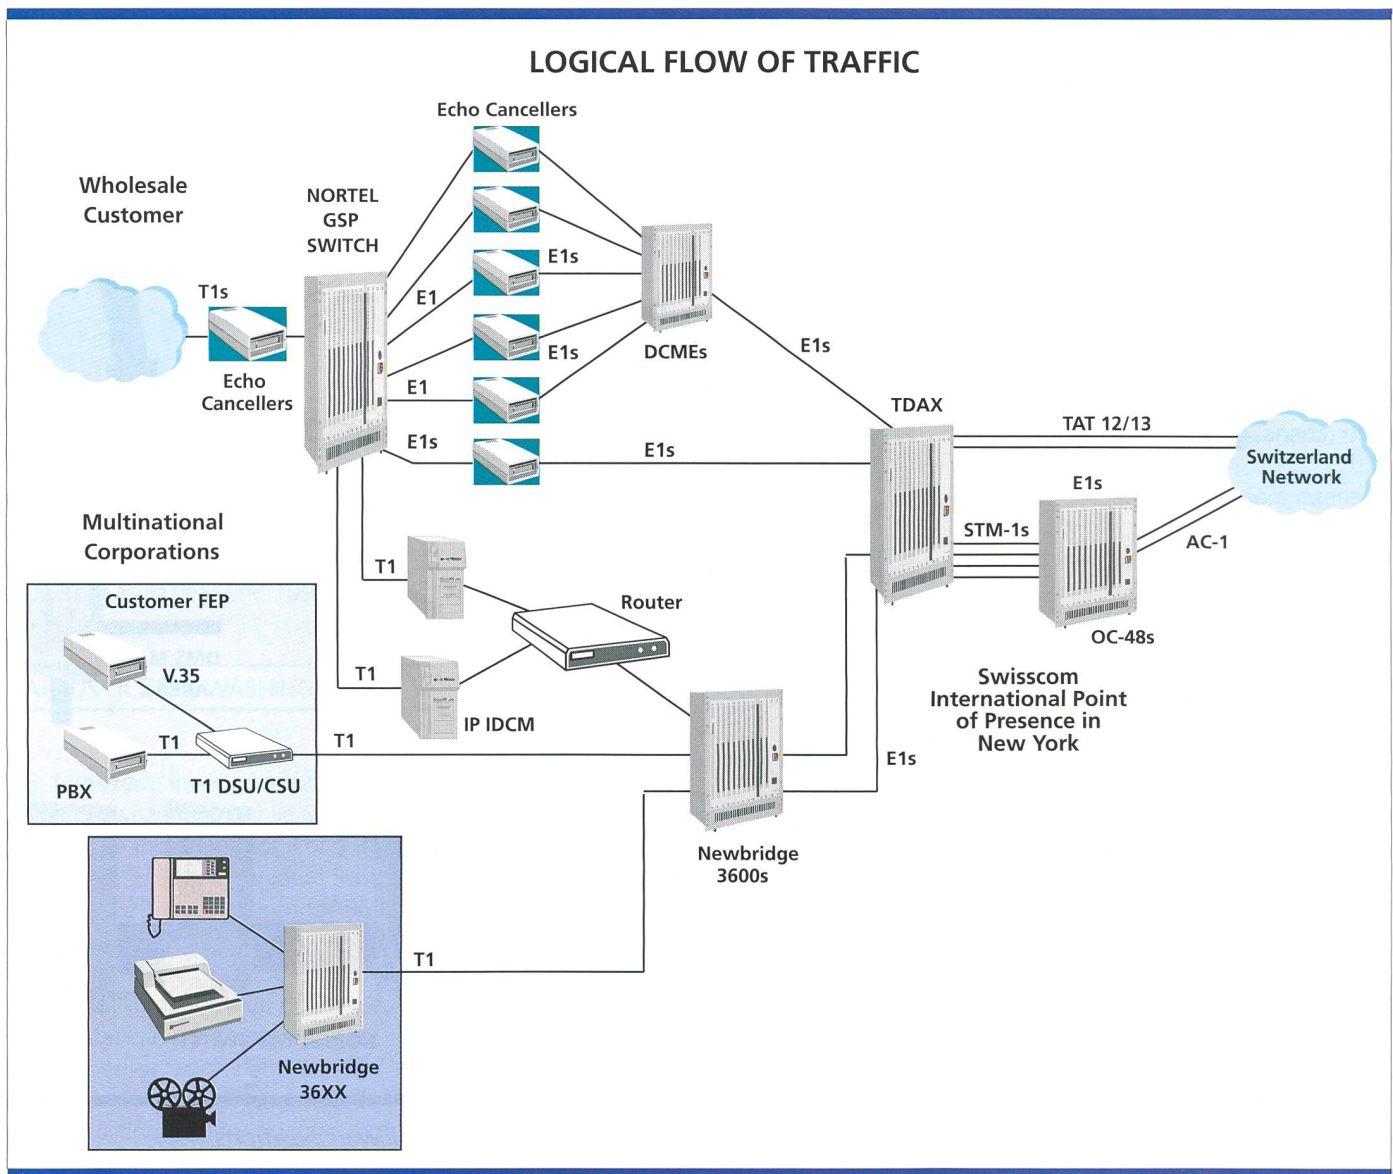 LOGICAL FLOW OF TRAFFIC
Echo Cancellers
Wholesale
Customer
NORTEL
GSP
SWITCH
T1s
Echo
Cancellers
E1
E1s
E1s
E1
E1s
DCMEs
E1s
E1s
TDAX
TAT 12/13
Switzerland
Network
E1s
STM-1s
AC-1
OC-48s
Swisscom
International Point
of Presence in
New York
Multinational
Corporations
Customer FEP
V.35
T1
PBX
T1 DSU/CSU
T1
T1
T1
IP IDCM
Router
E1s
Newbridge
3600s
T1
Newbridge
36XX